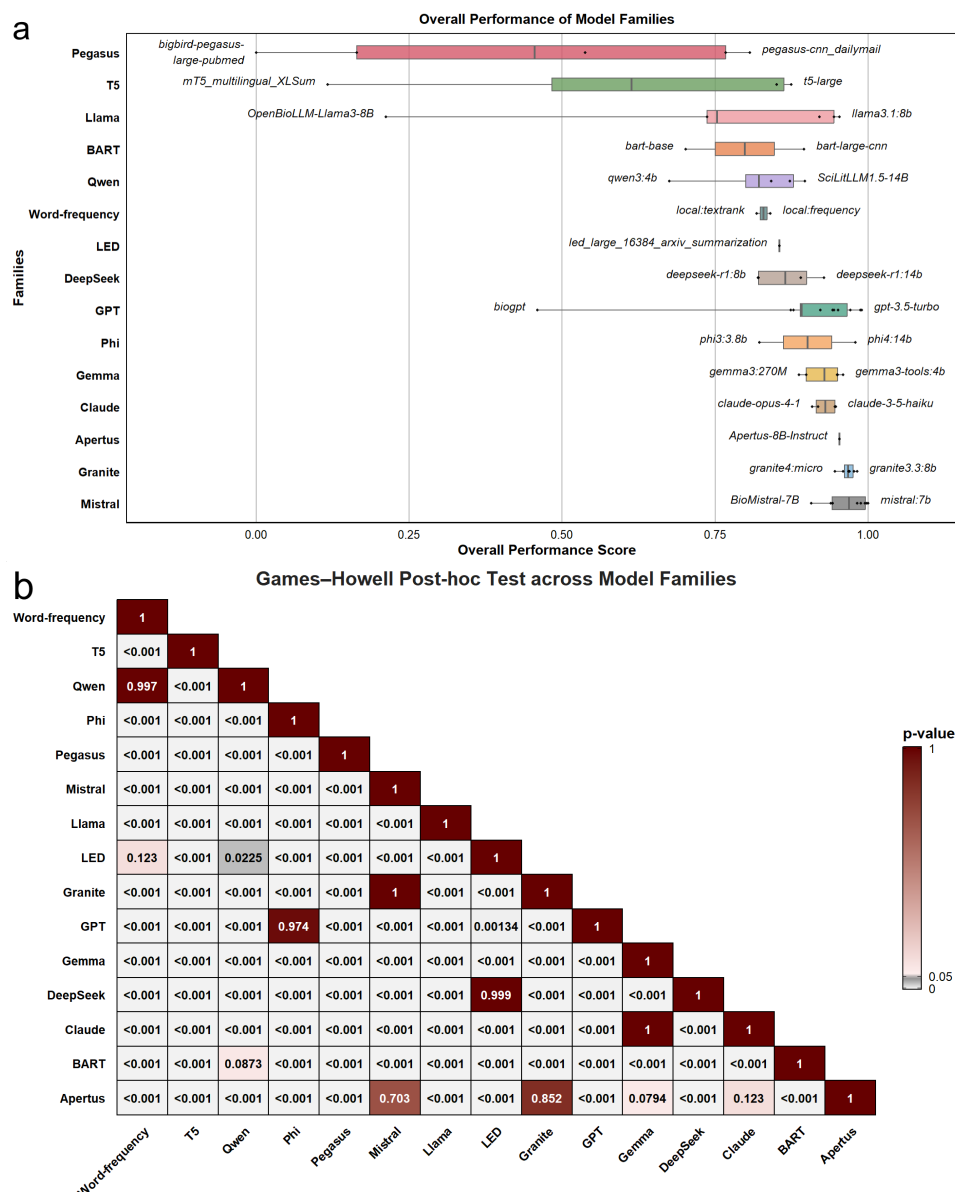 a
Overall Performance of Model Families
Families
Pegasus
bigbird-pegasus-
large-pubmed
pegasus-cnn_dailymail
T5
mT5_multilingual_XLSum
t5-large
Llama
OpenBioLLM-Llama3-8B
llama3.1:8b
BART
bart-base
bart-large-cnn
Qwen
qwen3:4b
SciLitLLM1.5-14B
Word-frequency
local:textrank
local:frequency
LED
led_large_16384_arxiv_summarization
DeepSeek
deepseek-r1:8b
deepseek-r1:14b
GPT
biogpt
gpt-3.5-turbo
Phi
phi3:3.8b
phi4:14b
Gemma
gemma3:270M
gemma3-tools:4b
Claude
claude-opus-4-1
claude-3-5-haiku
Apertus
Apertus-8B-Instruct
Granite
granite4:micro
granite3.3:8b
Mistral
BioMistral-7B
mistral:7b
0.00 0.25 0.50 0.75 1.00
Overall Performance Score
b
Games–Howell Post-hoc Test across Model Families
Word-frequency 1
T5 <0.001 1
Qwen 0.997 <0.001 1
Phi <0.001 <0.001 <0.001 1
Pegasus <0.001 <0.001 <0.001 <0.001 1
Mistral <0.001 <0.001 <0.001 <0.001 <0.001 1
Llama <0.001 <0.001 <0.001 <0.001 <0.001 <0.001 1
LED 0.123 <0.001 0.0225 <0.001 <0.001 <0.001 <0.001 1
Granite <0.001 <0.001 <0.001 <0.001 <0.001 1 <0.001 <0.001 1
GPT <0.001 <0.001 <0.001 0.974 <0.001 <0.001 <0.001 0.00134 <0.001 1
Gemma <0.001 <0.001 <0.001 <0.001 <0.001 <0.001 <0.001 <0.001 <0.001 <0.001 1
DeepSeek <0.001 <0.001 <0.001 <0.001 <0.001 <0.001 <0.001 0.999 <0.001 <0.001 <0.001 1
Claude <0.001 <0.001 <0.001 <0.001 <0.001 <0.001 <0.001 <0.001 <0.001 <0.001 1 <0.001 1
BART <0.001 <0.001 0.0873 <0.001 <0.001 <0.001 <0.001 <0.001 <0.001 <0.001 <0.001 <0.001 <0.001 1
Apertus <0.001 <0.001 <0.001 <0.001 <0.001 0.703 <0.001 <0.001 0.852 <0.001 0.0794 <0.001 0.123 <0.001 1
Word-frequency T5 Qwen Phi Pegasus Mistral Llama LED Granite GPT Gemma DeepSeek Claude BART Apertus
p-value
1
0.05
0